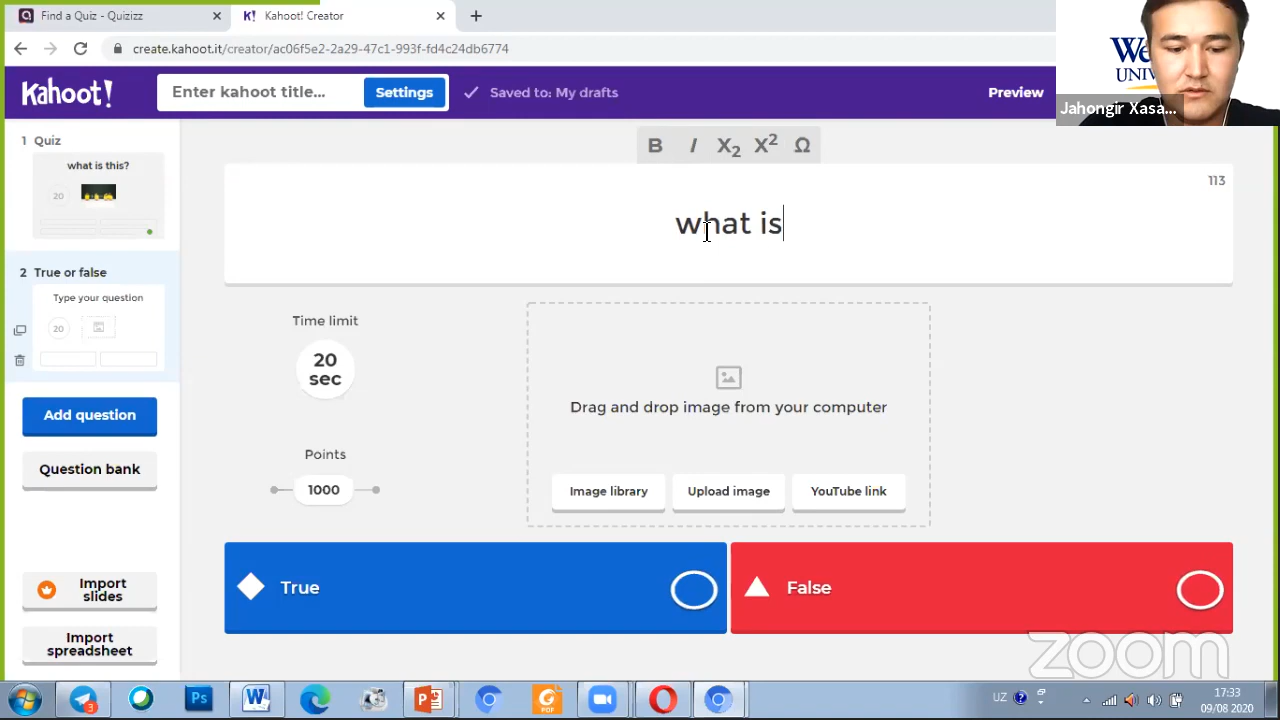 Find a Quiz - Quizizz
K! Kahoot! Creator
create.kahoot.it/creator/ac06f5e2-2a29-47c1-993f-fd4c24db6774
Kahoot!
Enter kahoot title...
Settings
Saved to: My drafts
Preview
UNIV
Jahongir Xasa...
1 Quiz
what is this?
20
2 True or false
Type your question
20
Add question
Question bank
Import slides
Import spreadsheet
B I X2 X2 Ω
113
what is
Time limit
20 sec
Points
1000
Drag and drop image from your computer
Image library
Upload image
YouTube link
True
False
zoom
3
Ps
W
P
PDF
UZ
17:33
09/08 2020